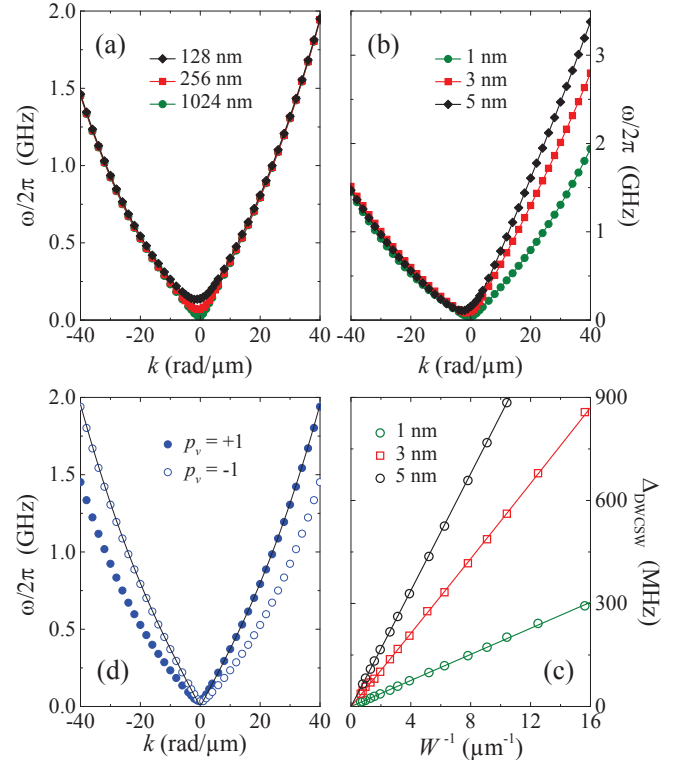 (a)
128 nm
256 nm
1024 nm
ω/2π (GHz)
2.0
1.5
1.0
0.5
0.0
-40 -20 0 20 40
k (rad/µm)
(b)
1 nm
3 nm
5 nm
ω/2π (GHz)
3
2
1
0
-40 -20 0 20 40
k (rad/µm)
(d)
p_v = +1
p_v = -1
ω/2π (GHz)
2.0
1.5
1.0
0.5
0.0
-40 -20 0 20 40
k (rad/µm)
(c)
1 nm
3 nm
5 nm
Δ_DWCSW (MHz)
900
600
300
0
0 4 8 12 16
W⁻¹ (µm⁻¹)